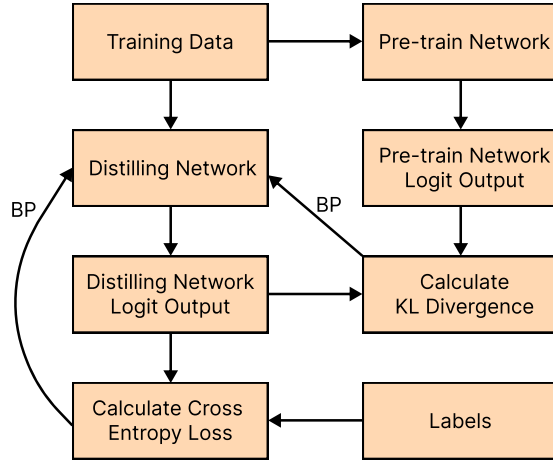 Training Data
Pre-train Network
Distilling Network
Pre-train Network
Logit Output
BP
BP
Distilling Network
Logit Output
Calculate
KL Divergence
Calculate Cross
Entropy Loss
Labels